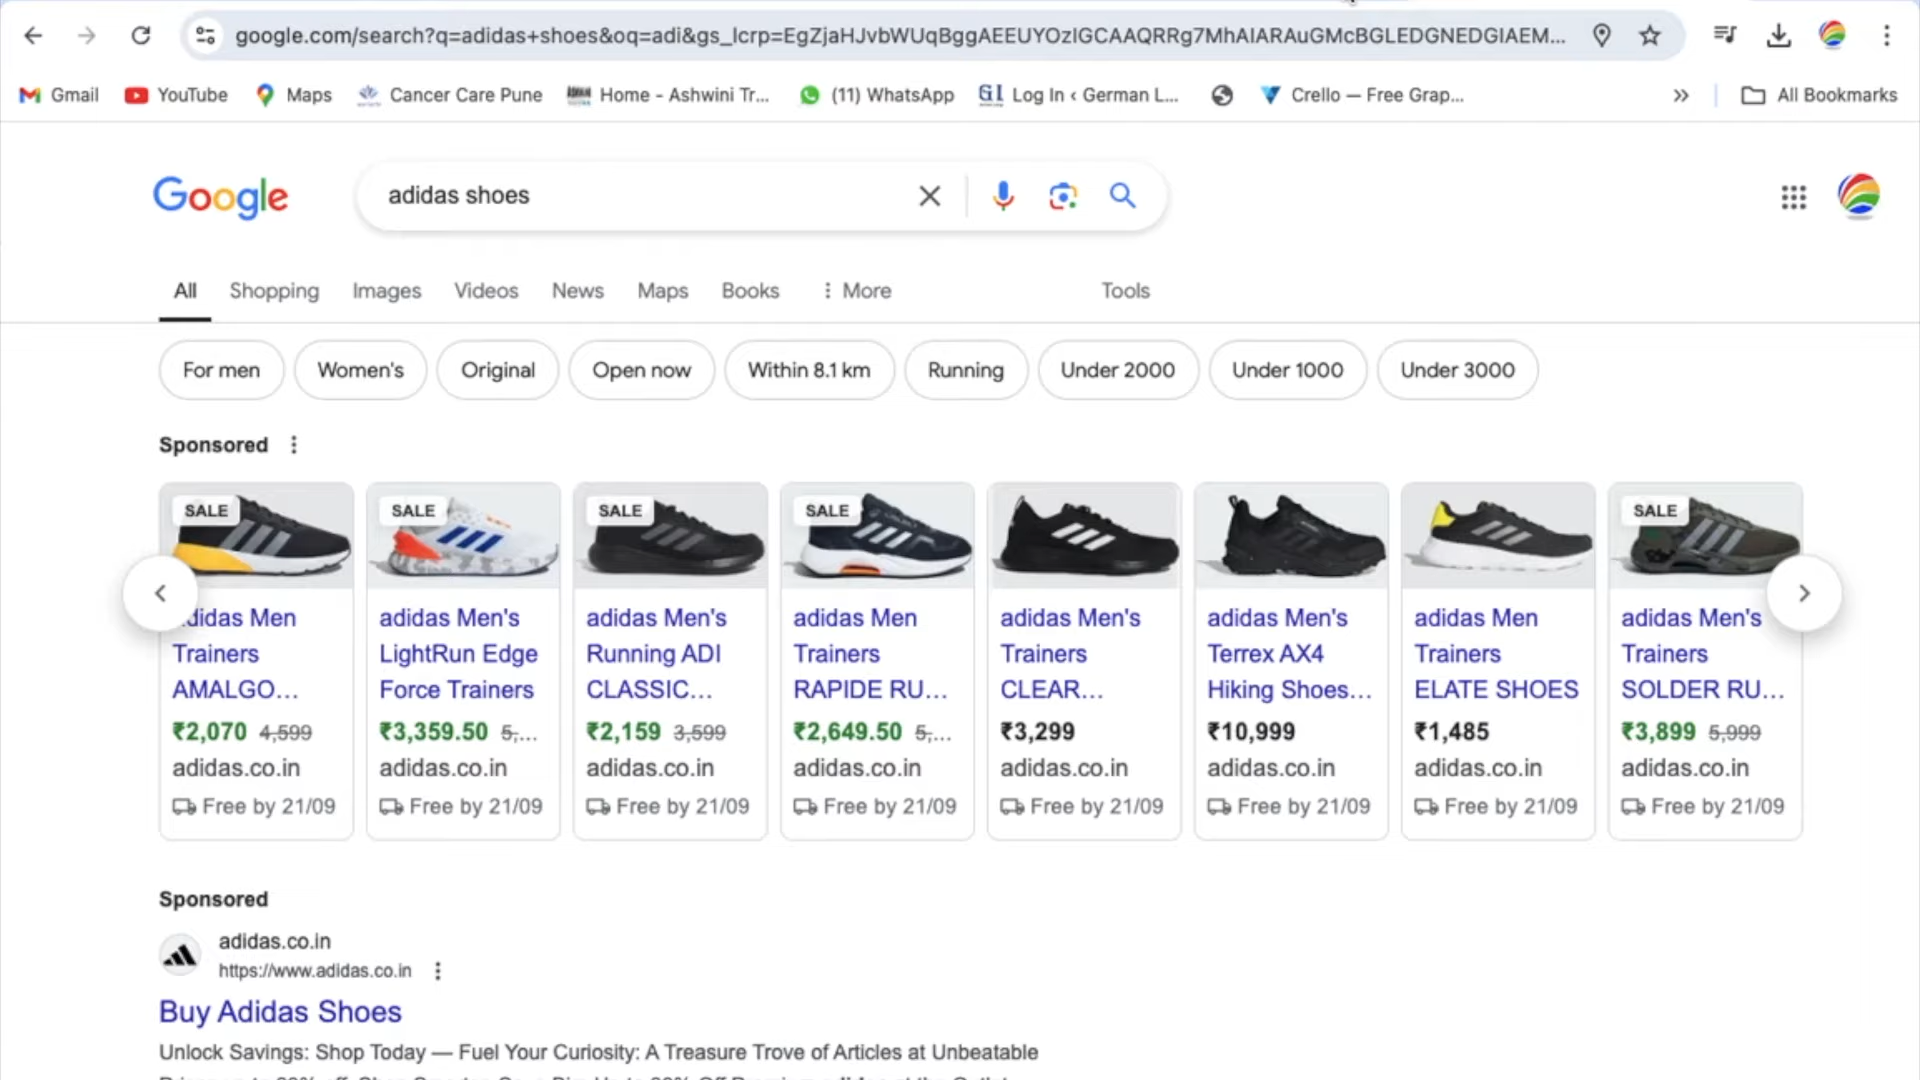 google.com/search?q=adidas+shoes&oq=adi&gs_lcrp=EgZjaHJvbWUqBggAEEUYOzIGCAAQRRg7MhAIARAuGMcBGLEDGNEDGIAEM...
Gmail YouTube Maps Cancer Care Pune Home - Ashwini Tr... (11) WhatsApp GI Log In ‹ German L... Crello — Free Grap... » All Bookmarks
Google adidas shoes
All Shopping Images Videos News Maps Books More Tools
For men Women's Original Open now Within 8.1 km Running Under 2000 Under 1000 Under 3000
Sponsored
SALE SALE SALE SALE SALE
adidas Men adidas Men's adidas Men's adidas Men adidas Men's adidas Men's adidas Men adidas Men's
Trainers LightRun Edge Running ADI Trainers Trainers Terrex AX4 Trainers Trainers
AMALGO... Force Trainers CLASSIC... RAPIDE RU... CLEAR... Hiking Shoes... ELATE SHOES SOLDER RU...
₹2,070 4,599 ₹3,359.50 5,... ₹2,159 3,599 ₹2,649.50 5,... ₹3,299 ₹10,999 ₹1,485 ₹3,899 5,999
adidas.co.in adidas.co.in adidas.co.in adidas.co.in adidas.co.in adidas.co.in adidas.co.in adidas.co.in
Free by 21/09 Free by 21/09 Free by 21/09 Free by 21/09 Free by 21/09 Free by 21/09 Free by 21/09 Free by 21/09
Sponsored
adidas.co.in
https://www.adidas.co.in
Buy Adidas Shoes
Unlock Savings: Shop Today — Fuel Your Curiosity: A Treasure Trove of Articles at Unbeatable